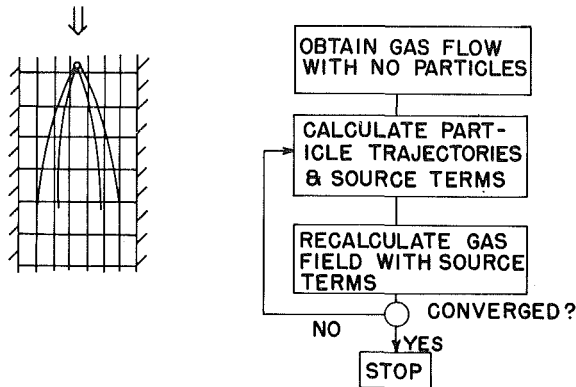 OBTAIN GAS FLOW
WITH NO PARTICLES
CALCULATE PART-
ICLE TRAJECTORIES
& SOURCE TERMS
RECALCULATE GAS
FIELD WITH SOURCE
TERMS
CONVERGED?
NO
YES
STOP